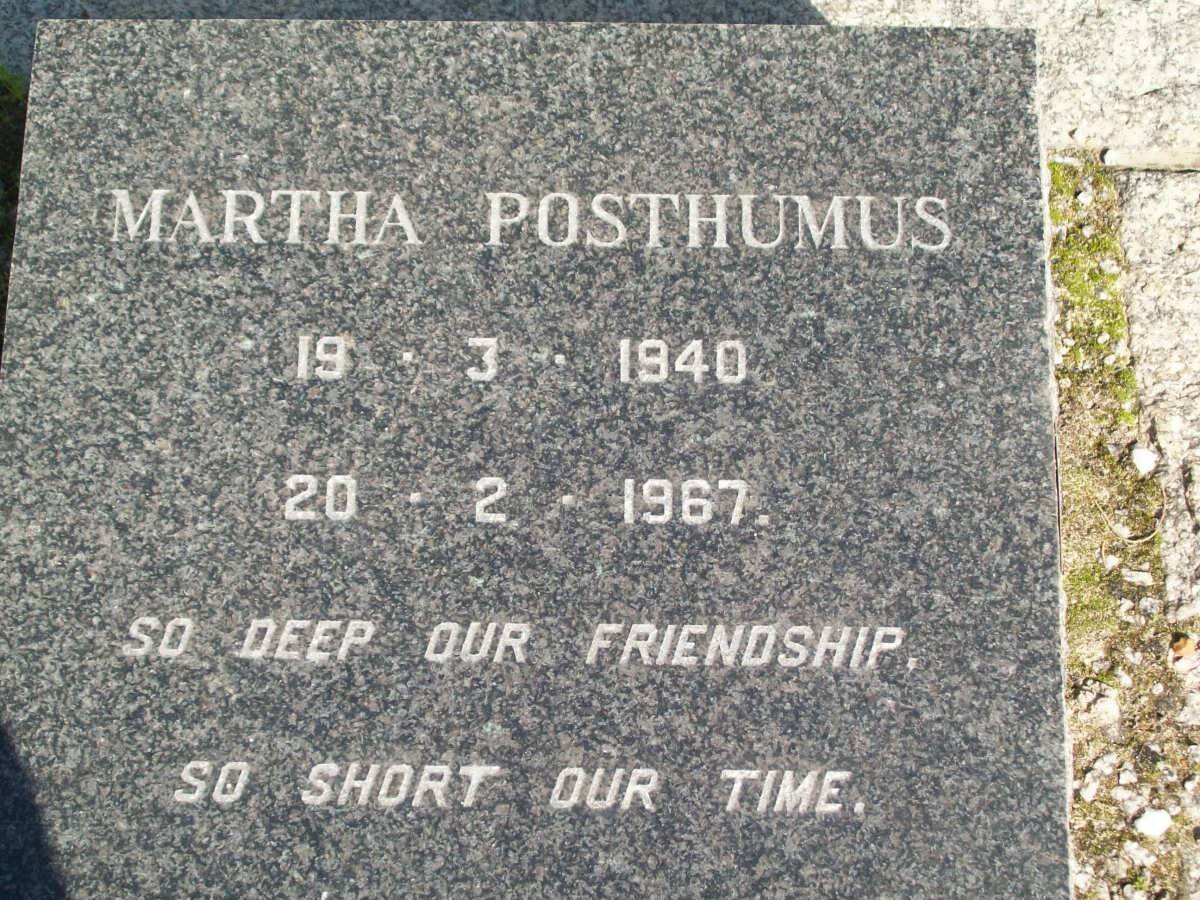 MARTHA POSTHUMUS
19 · 3 · 1940
20 · 2 · 1967.
SO DEEP OUR FRIENDSHIP.
SO SHORT OUR TIME.